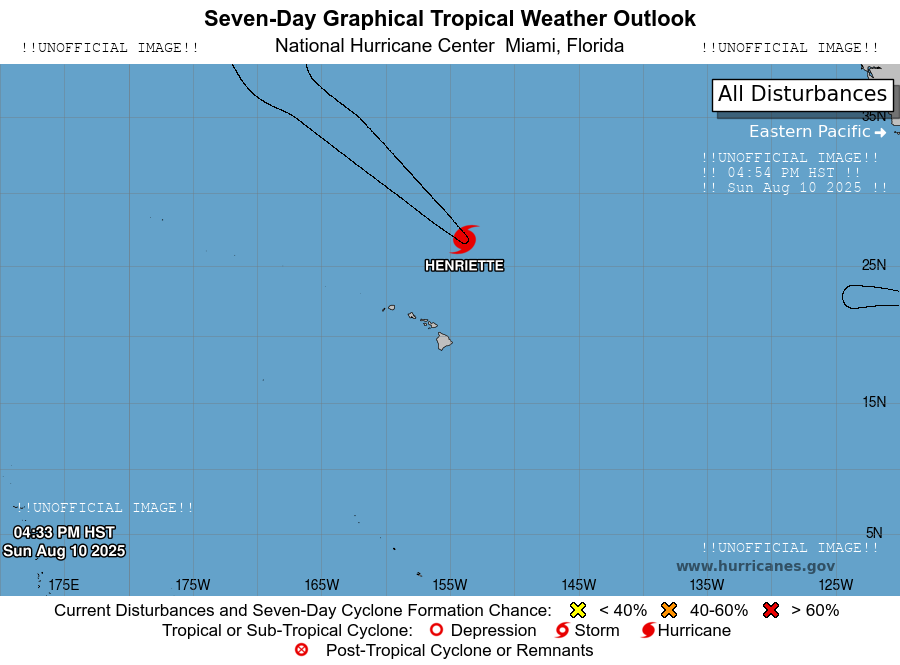 Seven-Day Graphical Tropical Weather Outlook
National Hurricane Center  Miami, Florida
!!UNOFFICIAL IMAGE!!
!!UNOFFICIAL IMAGE!!
All Disturbances
35N
Eastern Pacific
!!UNOFFICIAL IMAGE!!
!! 04:54 PM HST !!
!! Sun Aug 10 2025 !!
HENRIETTE
25N
15N
!!UNOFFICIAL IMAGE!!
04:33 PM HST
Sun Aug 10 2025
5N
!!UNOFFICIAL IMAGE!!
www.hurricanes.gov
175E 175W 165W 155W 145W 135W 125W
Current Disturbances and Seven-Day Cyclone Formation Chance: < 40% 40-60% > 60%
Tropical or Sub-Tropical Cyclone: Depression Storm Hurricane
Post-Tropical Cyclone or Remnants